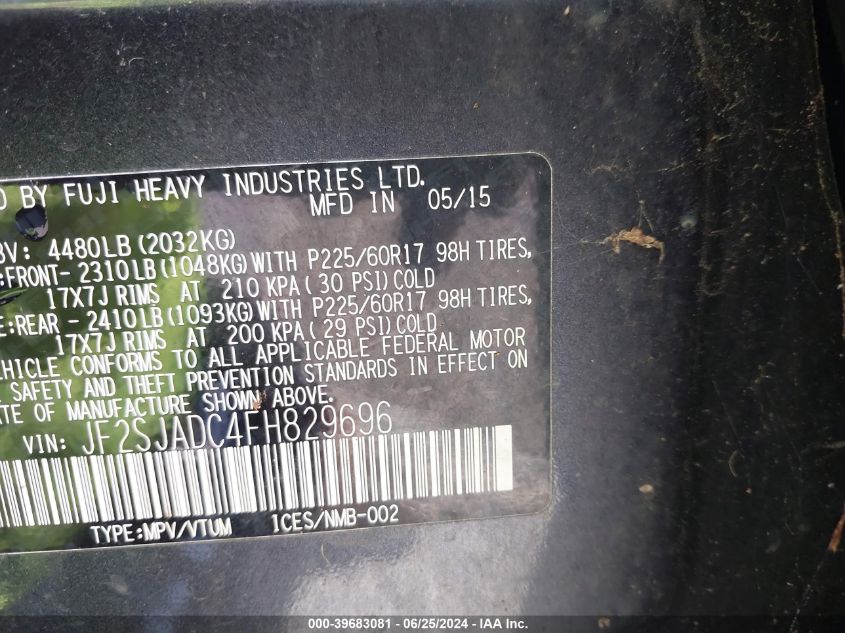 BY FUJI HEAVY INDUSTRIES LTD.
MFD IN 05/15
V: 4480LB (2032KG)
:FRONT- 2310LB (1048KG) WITH P225/60R17 98H TIRES,
17X7J RIMS AT 210 KPA ( 30 PSI) COLD
E:REAR - 2410LB (1093KG) WITH P225/60R17 98H TIRES,
17X7J RIMS AT 200 KPA ( 29 PSI) COLD
EHICLE CONFORMS TO ALL APPLICABLE FEDERAL MOTOR
SAFETY AND THEFT PREVENTION STANDARDS IN EFFECT ON
ATE OF MANUFACTURE SHOWN ABOVE.
VIN: JF2SJADC4FH829696
TYPE:MPV/VTUM ICES/NMB-002
000-39683081 - 06/25/2024 - IAA Inc.